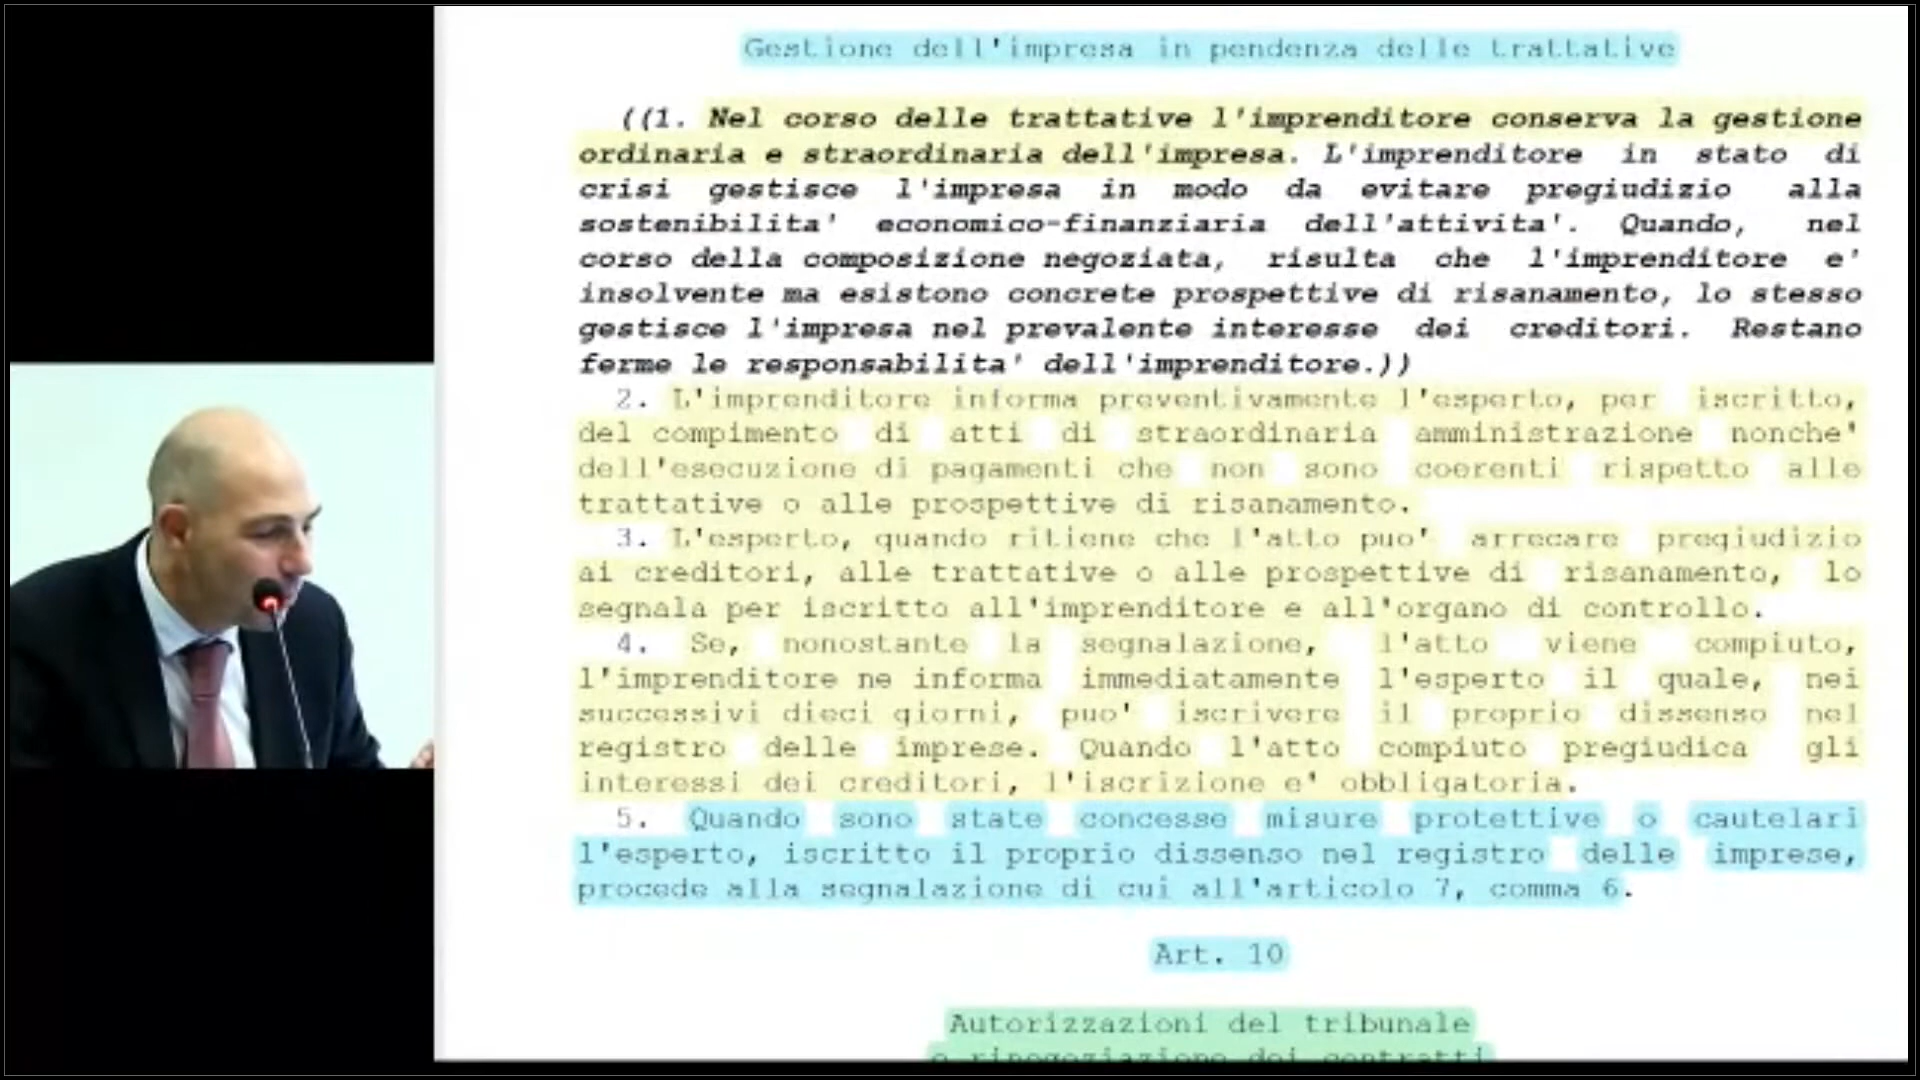 Gestione dell'impresa in pendenza delle trattative
((1. Nel corso delle trattative l'imprenditore conserva la gestione
ordinaria e straordinaria dell'impresa. L'imprenditore in stato di
crisi gestisce l'impresa in modo da evitare pregiudizio alla
sostenibilita' economico-finanziaria dell'attivita'. Quando, nel
corso della composizione negoziata, risulta che l'imprenditore e'
insolvente ma esistono concrete prospettive di risanamento, lo stesso
gestisce l'impresa nel prevalente interesse dei creditori. Restano
ferme le responsabilita' dell'imprenditore.))
2. L'imprenditore informa preventivamente l'esperto, per iscritto,
del compimento di atti di straordinaria amministrazione nonche'
dell'esecuzione di pagamenti che non sono coerenti rispetto alle
trattative o alle prospettive di risanamento.
3. L'esperto, quando ritiene che l'atto puo' arrecare pregiudizio
ai creditori, alle trattative o alle prospettive di risanamento, lo
segnala per iscritto all'imprenditore e all'organo di controllo.
4. Se, nonostante la segnalazione, l'atto viene compiuto,
l'imprenditore ne informa immediatamente l'esperto il quale, nei
successivi dieci giorni, puo' iscrivere il proprio dissenso nel
registro delle imprese. Quando l'atto compiuto pregiudica gli
interessi dei creditori, l'iscrizione e' obbligatoria.
5. Quando sono state concesse misure protettive o cautelari
l'esperto, iscritto il proprio dissenso nel registro delle imprese,
procede alla segnalazione di cui all'articolo 7, comma 6.
Art. 10
Autorizzazioni del tribunale
e rinegoziazione dei contratti